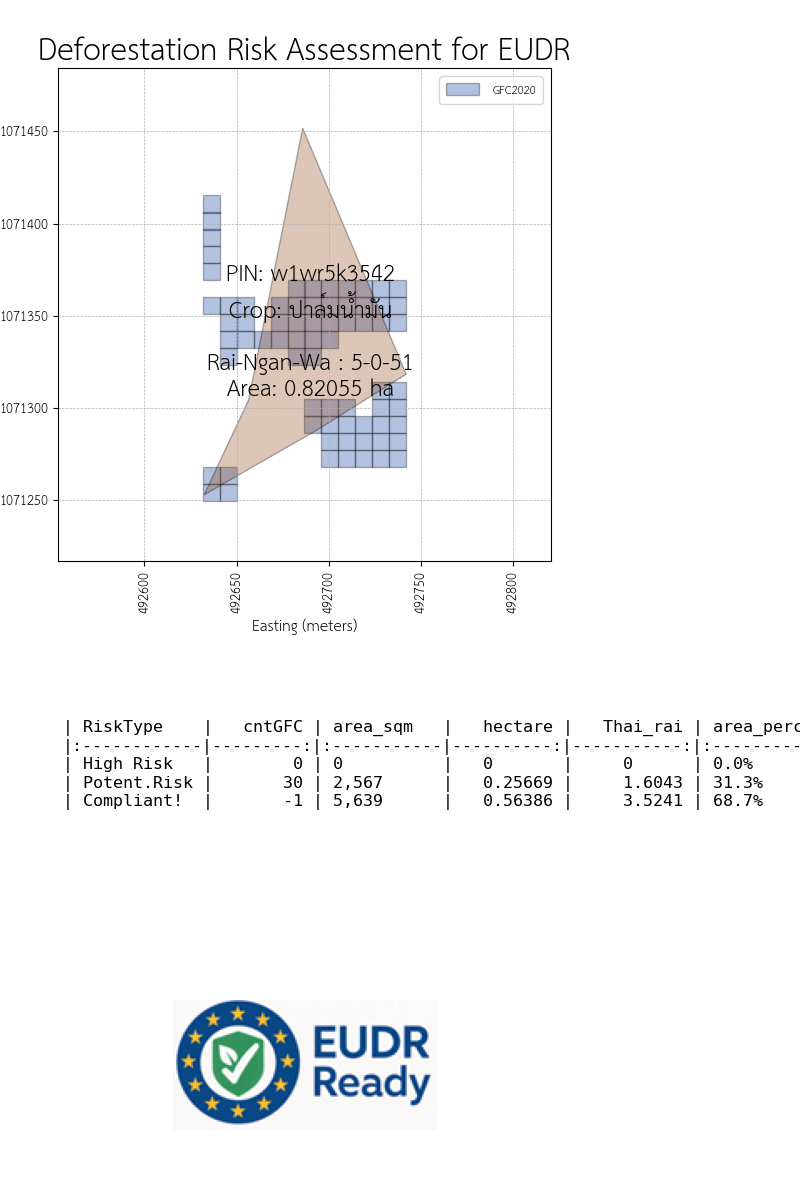 Deforestation Risk Assessment for EUDR
GFC2020
1071450
1071400
1071350
1071300
1071250
PIN: w1wr5k3542
Crop: ปาล์มน้ำมัน
Rai-Ngan-Wa : 5-0-51
Area: 0.82055 ha
492600
492650
492700
492750
492800
Easting (meters)
| RiskType    |   cntGFC | area_sqm   |   hectare |   Thai_rai | area_perc
|:------------|---------:|:-----------|----------:|-----------:|:---------
| High Risk   |        0 | 0          |   0       |     0      | 0.0%
| Potent.Risk |       30 | 2,567      |   0.25669 |     1.6043 | 31.3%
| Compliant!  |       -1 | 5,639      |   0.56386 |     3.5241 | 68.7%
EUDR
Ready